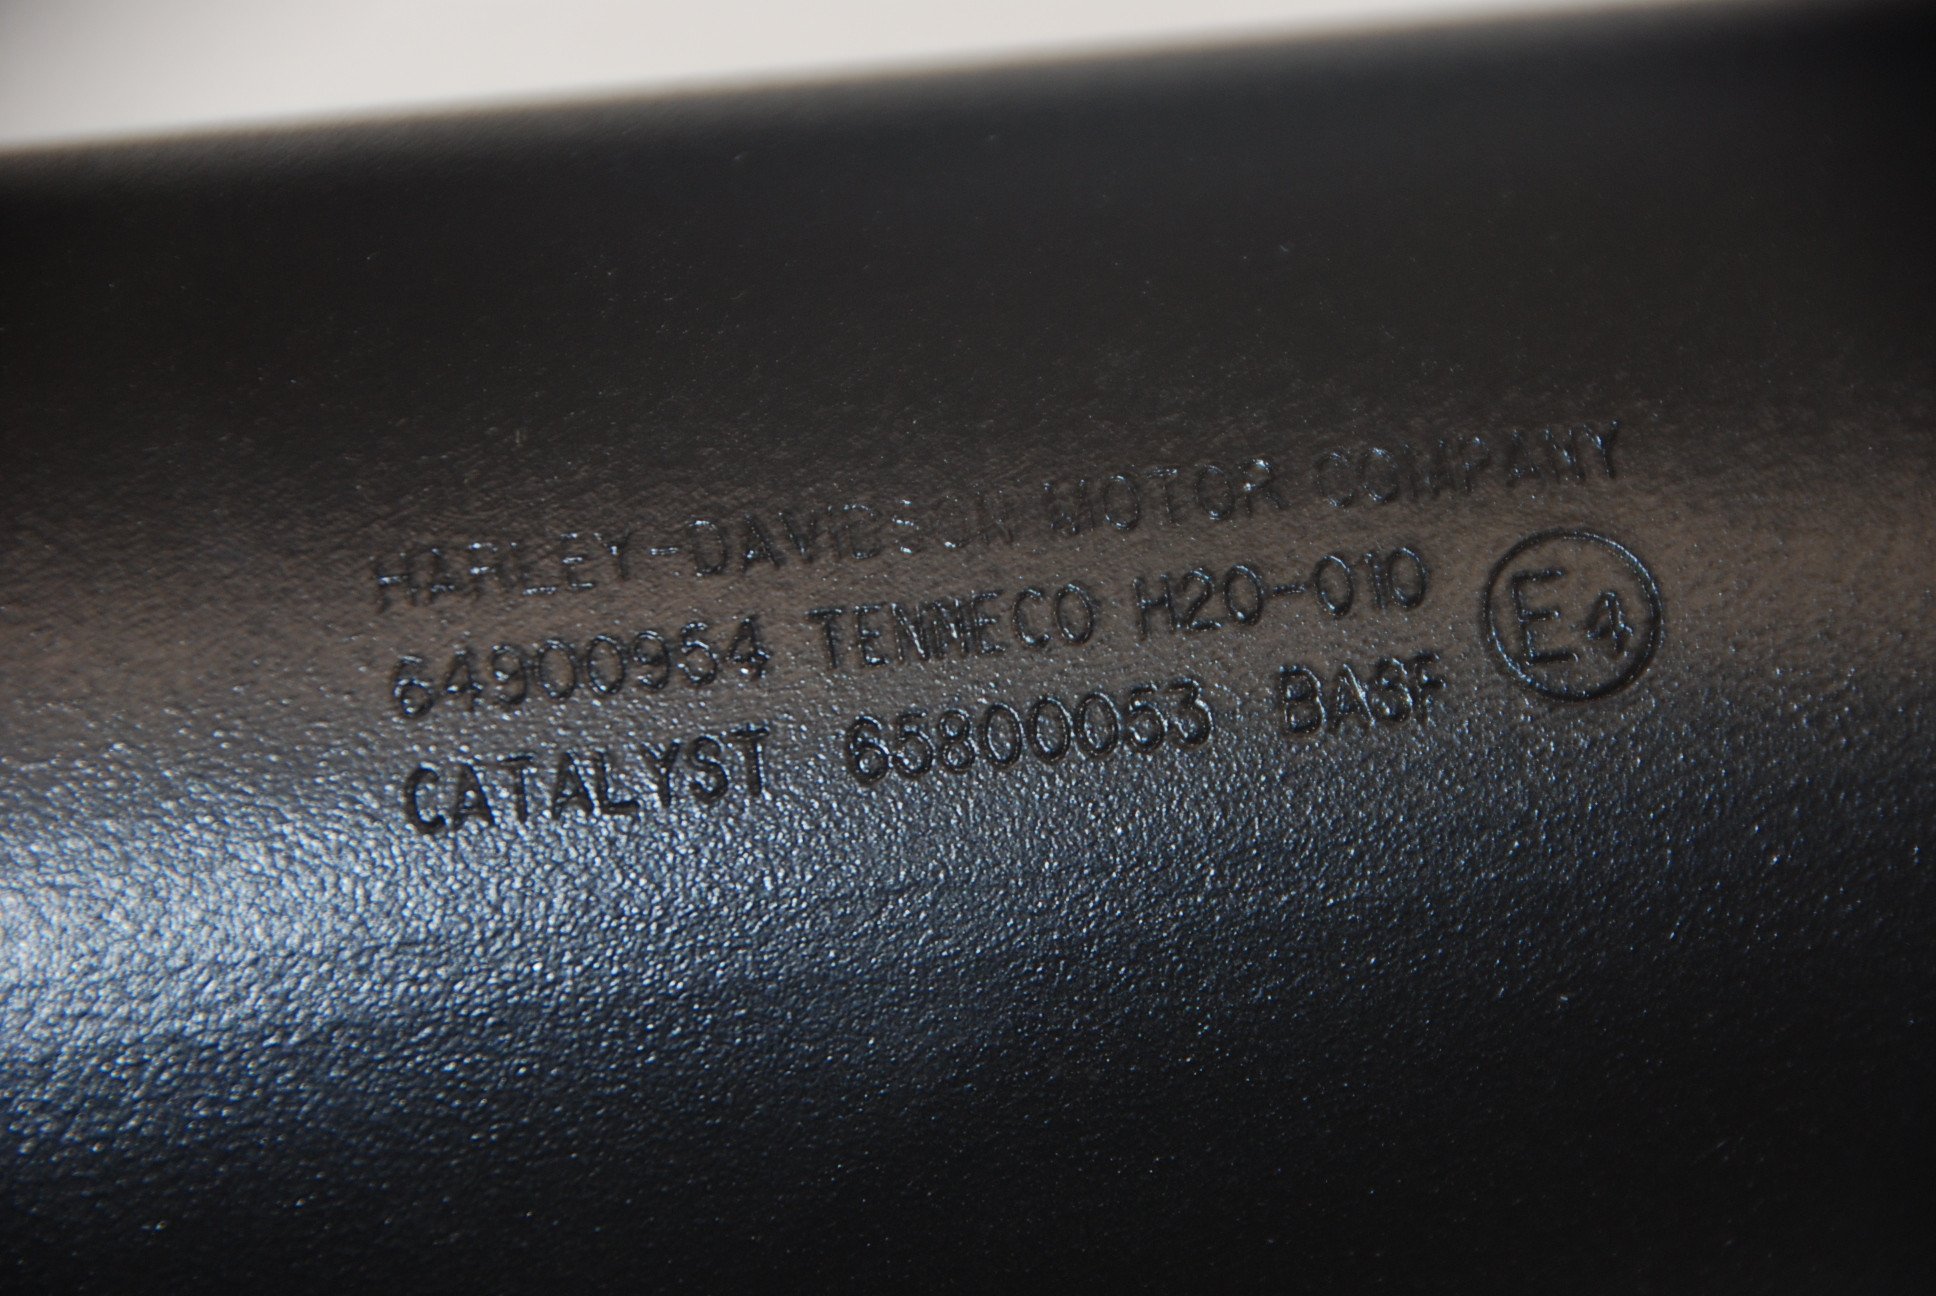 HARLEY-DAVIDSON MOTOR COMPANY
64900954 TENNECO H20-010
CATALYST 65800053 BASF
E4